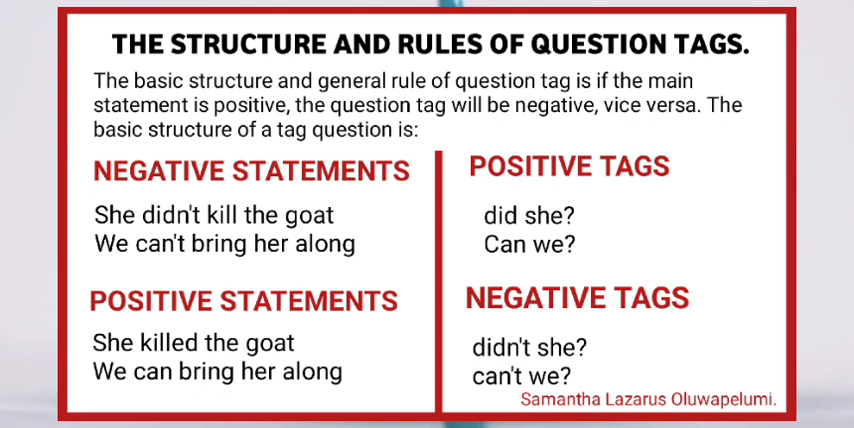 THE STRUCTURE AND RULES OF QUESTION TAGS.
The basic structure and general rule of question tag is if the main
statement is positive, the question tag will be negative, vice versa. The
basic structure of a tag question is:
NEGATIVE STATEMENTS
She didn't kill the goat
We can't bring her along
POSITIVE TAGS
did she?
Can we?
POSITIVE STATEMENTS
She killed the goat
We can bring her along
NEGATIVE TAGS
didn't she?
can't we?
Samantha Lazarus Oluwapelumi.